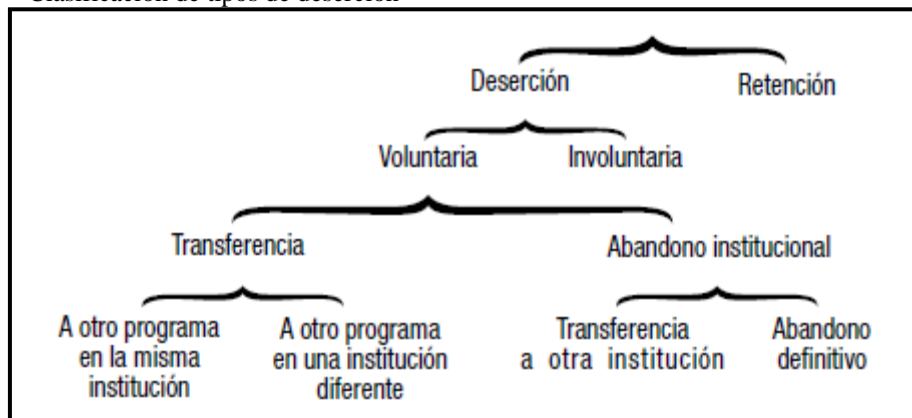 Clasificación de tipos de deserción
Deserción
Retención
Voluntaria
Involuntaria
Transferencia
Abandono institucional
A otro programa
en la misma
institución
A otro programa
en una institución
diferente
Transferencia
a otra institución
Abandono
definitivo